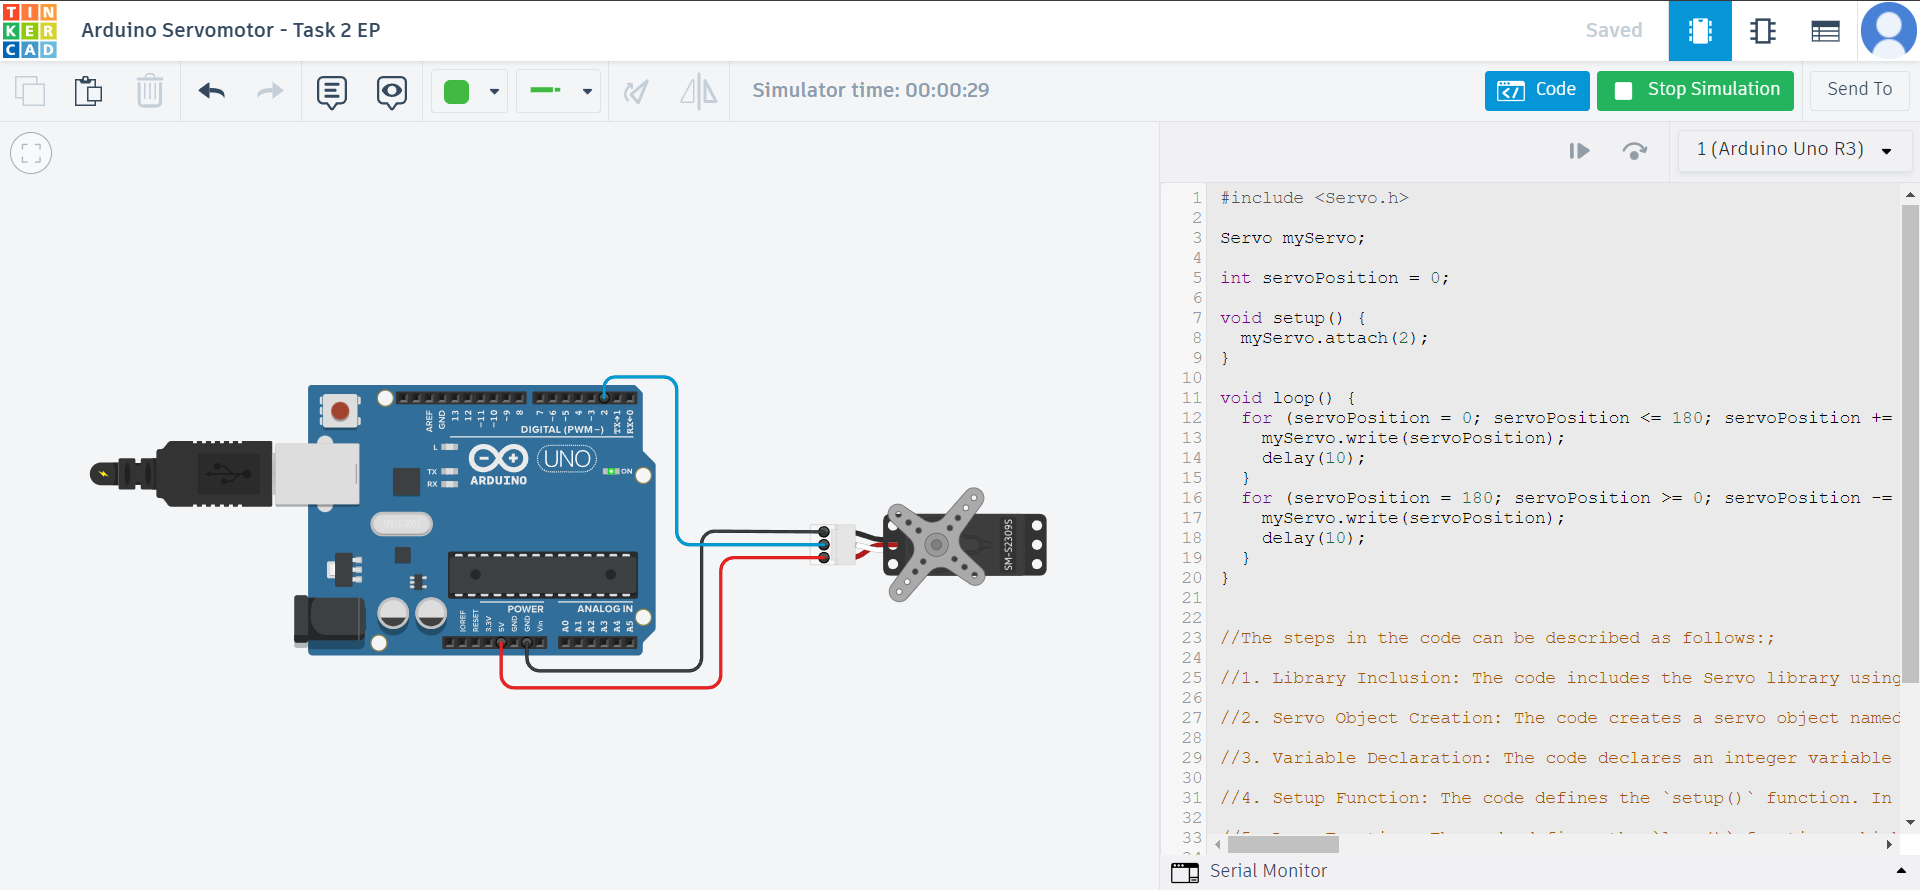 TIN
KER
CAD
Arduino Servomotor - Task 2 EP
Saved
Simulator time: 00:00:29
Code
Stop Simulation
Send To
1 (Arduino Uno R3)
AREF
GND
13
12
~11
~10
~9
8
7
~6
~5
4
~3
2
TX→1
RX←0
DIGITAL (PWM~)
L
TX
RX
ARDUINO
UNO
ON
SM-S2309S
POWER
ANALOG IN
IOREF
RESET
3.3V
5V
GND
GND
Vin
A0
A1
A2
A3
A4
A5
1 #include <Servo.h>
2
3 Servo myServo;
4
5 int servoPosition = 0;
6
7 void setup() {
8 myServo.attach(2);
9 }
10
11 void loop() {
12 for (servoPosition = 0; servoPosition <= 180; servoPosition +=
13 myServo.write(servoPosition);
14 delay(10);
15 }
16 for (servoPosition = 180; servoPosition >= 0; servoPosition -=
17 myServo.write(servoPosition);
18 delay(10);
19 }
20 }
21
22
23 //The steps in the code can be described as follows:;
24
25 //1. Library Inclusion: The code includes the Servo library using
26
27 //2. Servo Object Creation: The code creates a servo object named
28
29 //3. Variable Declaration: The code declares an integer variable
30
31 //4. Setup Function: The code defines the `setup()` function. In
32
33
Serial Monitor